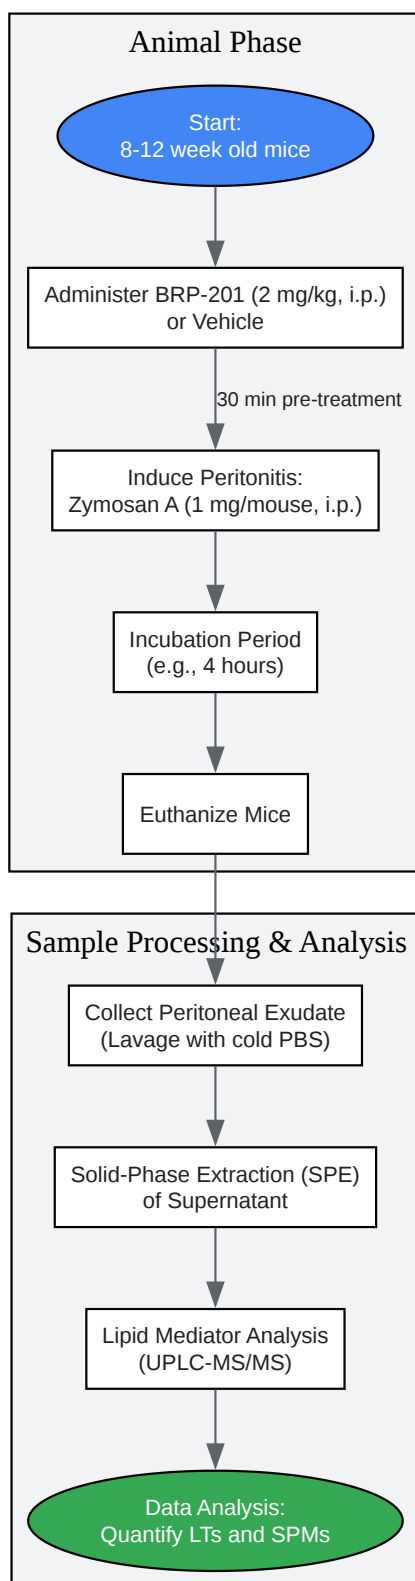 Animal Phase
Start:
8-12 week old mice
Administer BRP-201 (2 mg/kg, i.p.)
or Vehicle
30 min pre-treatment
Induce Peritonitis:
Zymosan A (1 mg/mouse, i.p.)
Incubation Period
(e.g., 4 hours)
Euthanize Mice
Sample Processing & Analysis
Collect Peritoneal Exudate
(Lavage with cold PBS)
Solid-Phase Extraction (SPE)
of Supernatant
Lipid Mediator Analysis
(UPLC-MS/MS)
Data Analysis:
Quantify LTs and SPMs